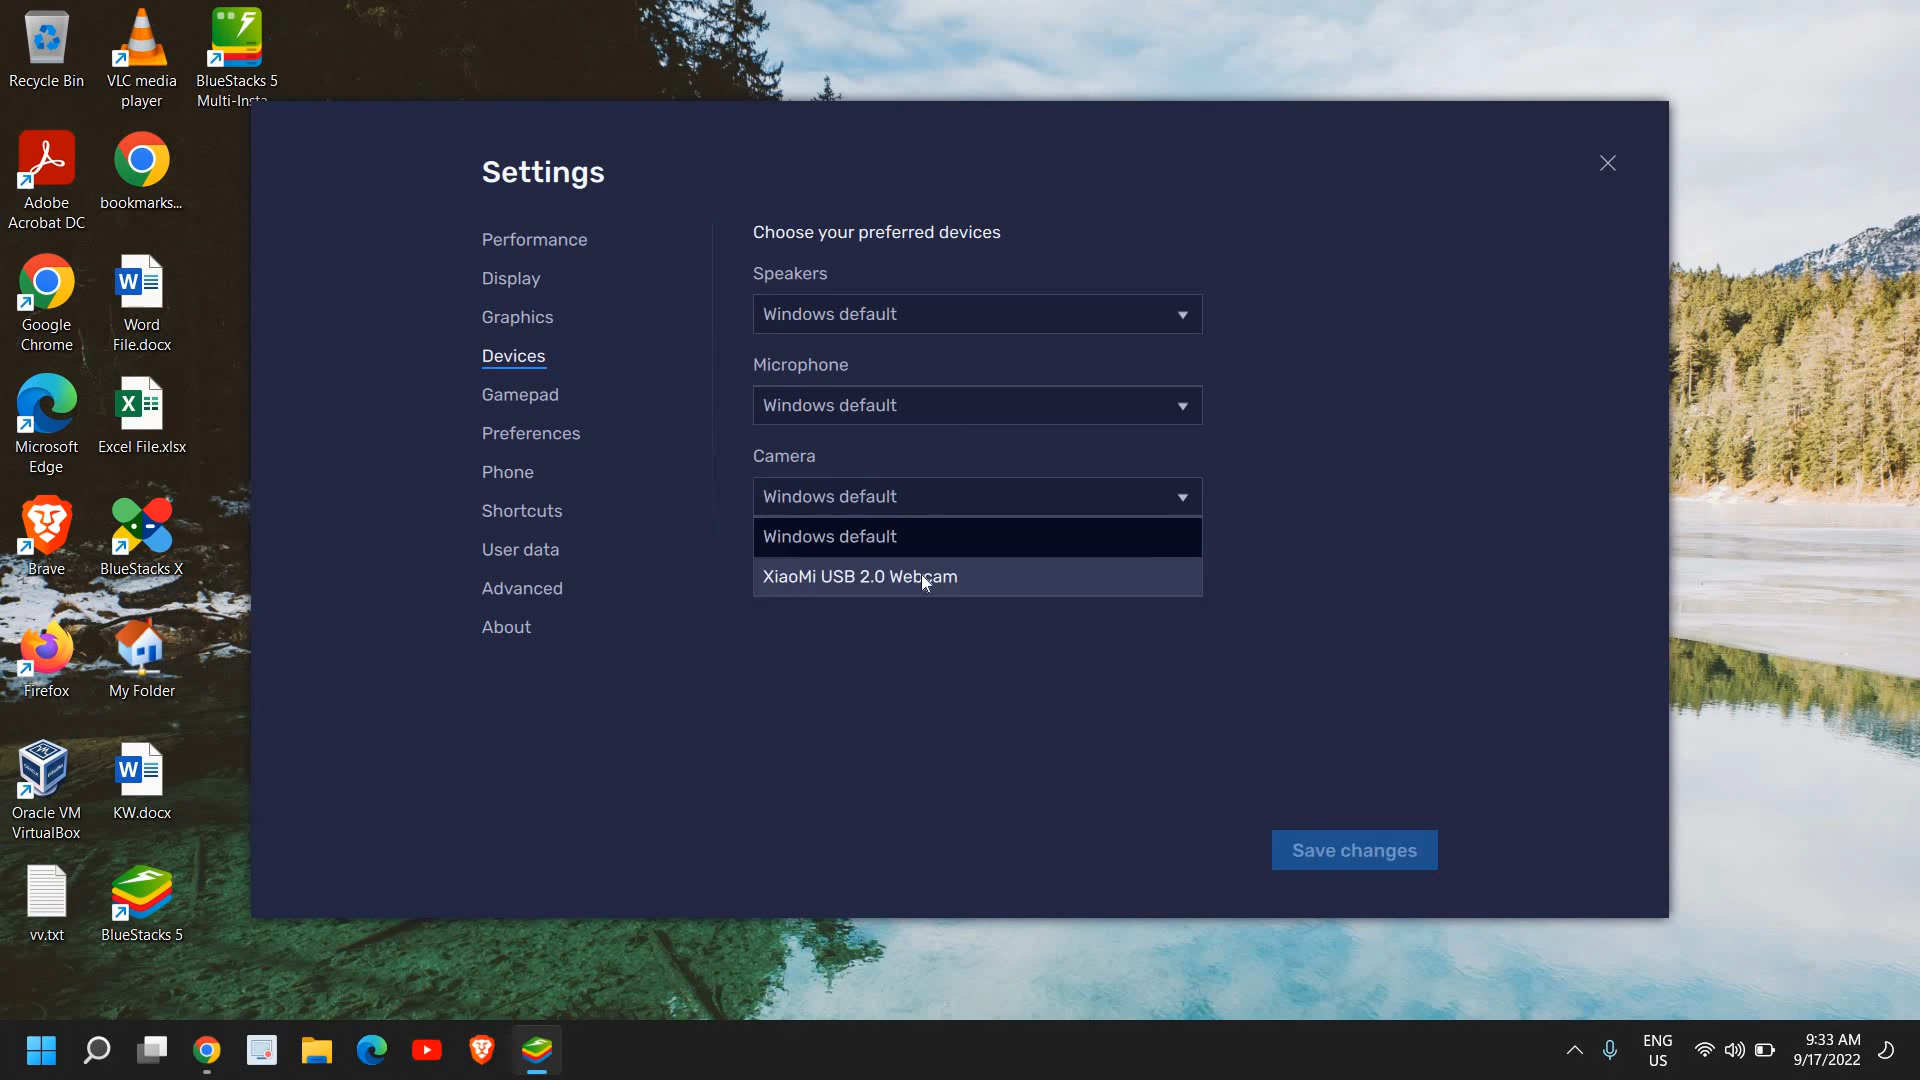 Recycle Bin
VLC media
player
BlueStacks 5
Multi-Insta...
Adobe
Acrobat DC
bookmarks...
Google
Chrome
Word
File.docx
Microsoft
Edge
Excel File.xlsx
Brave
BlueStacks X
Firefox
My Folder
Oracle VM
VirtualBox
KW.docx
vv.txt
BlueStacks 5
Settings
Performance
Display
Graphics
Devices
Gamepad
Preferences
Phone
Shortcuts
User data
Advanced
About
Choose your preferred devices
Speakers
Windows default
Microphone
Windows default
Camera
Windows default
Windows default
XiaoMi USB 2.0 Webcam
Save changes
ENG
US
9:33 AM
9/17/2022